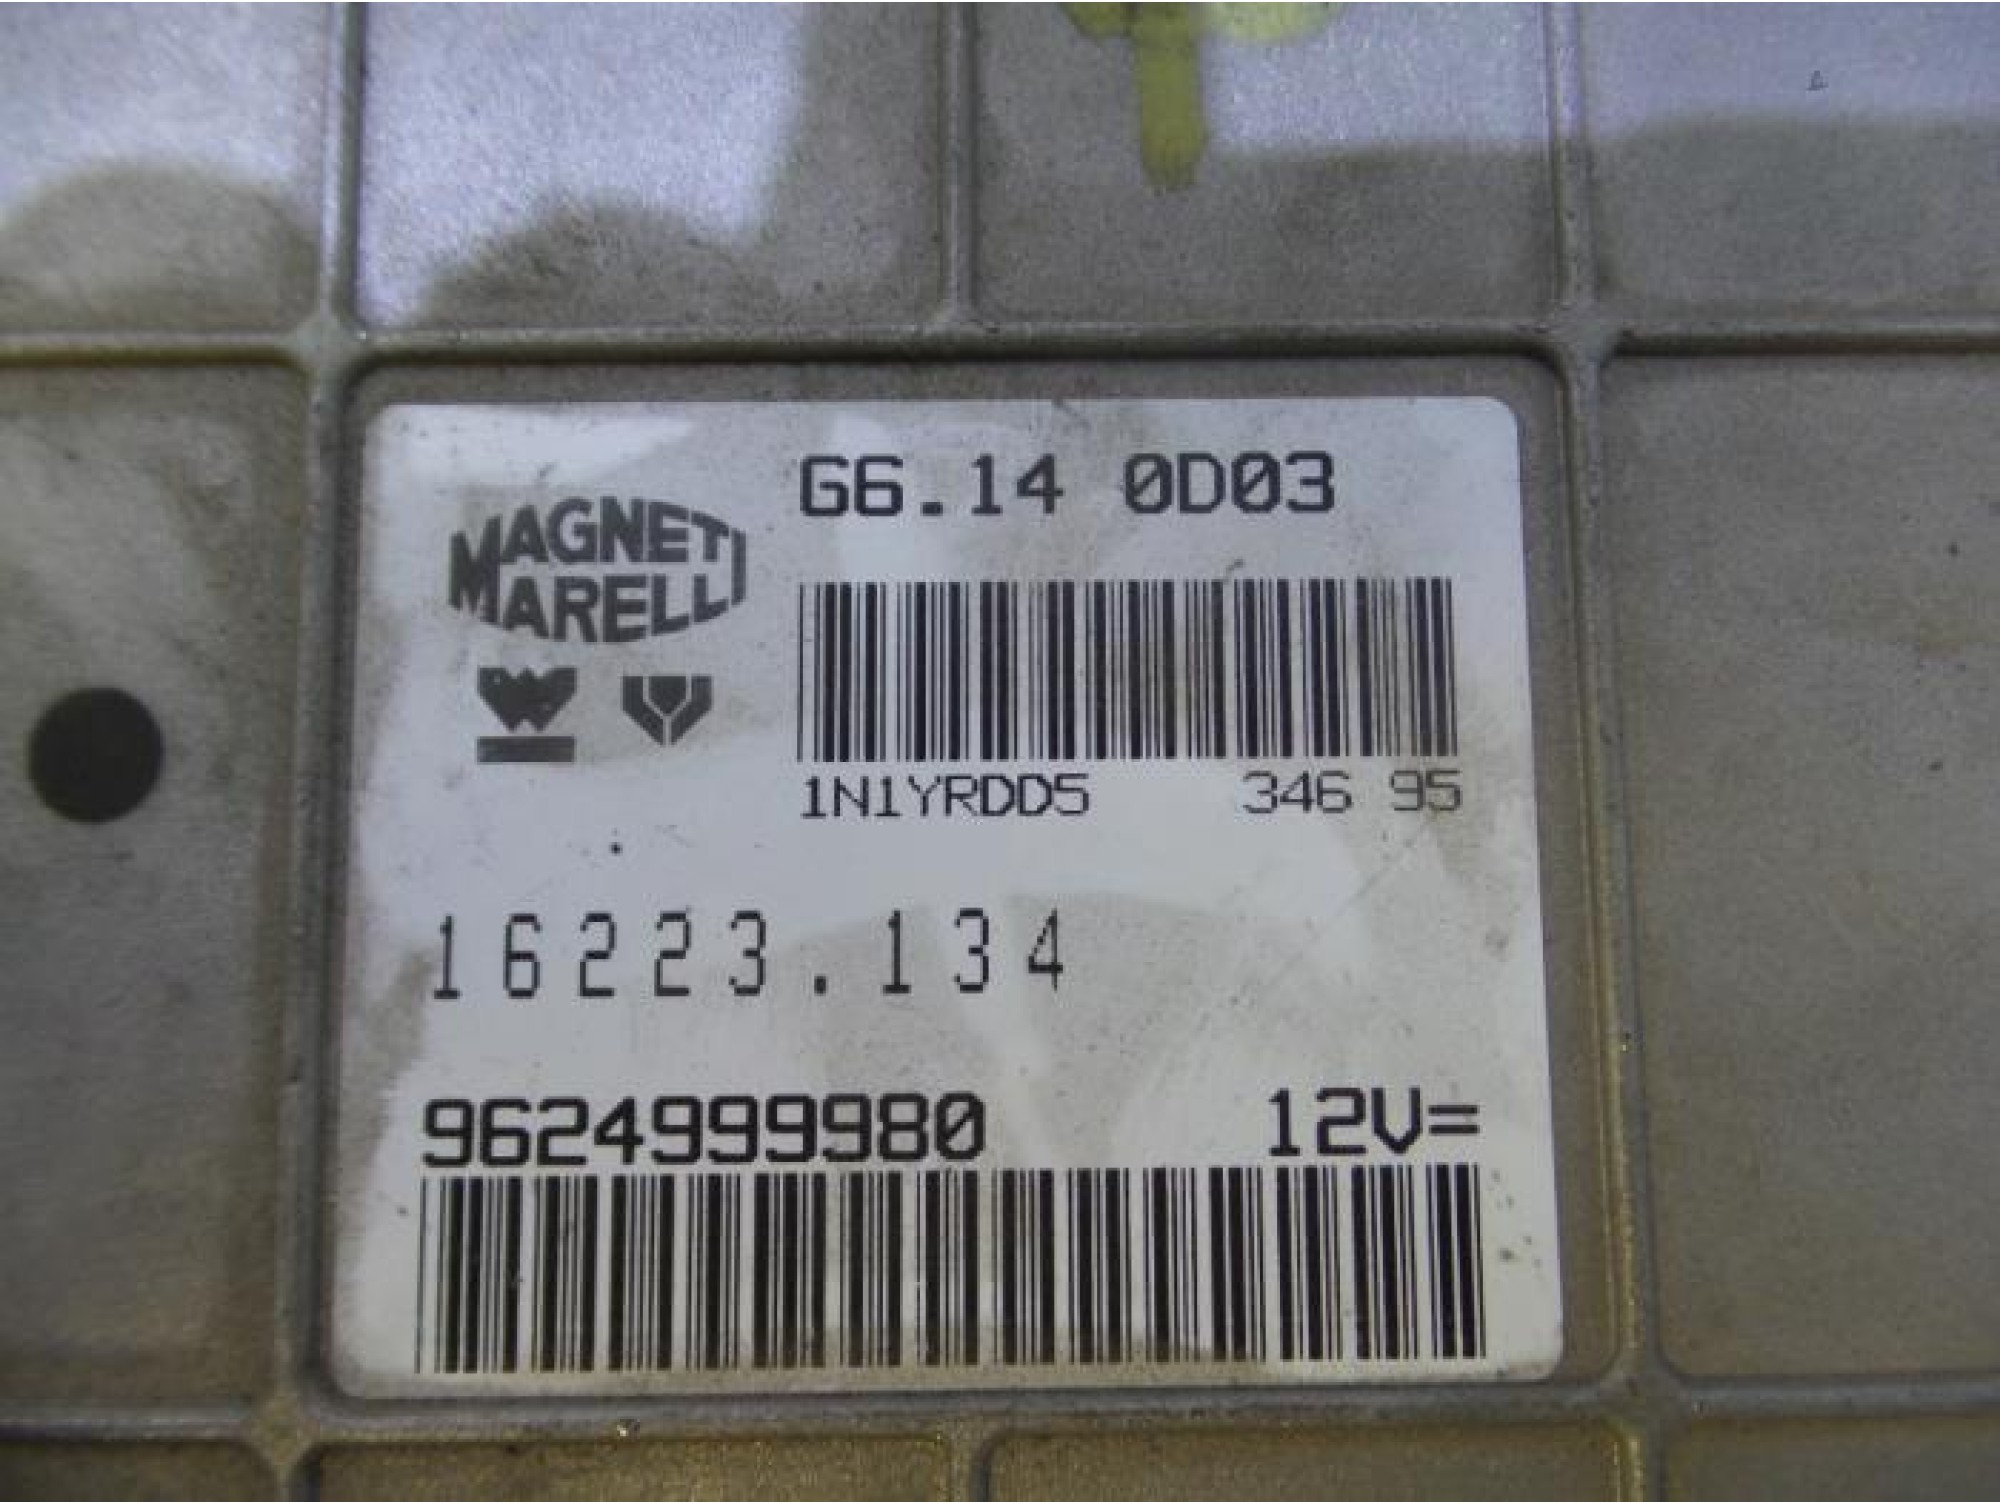 G6.14 0D03
MAGNETI
MARELLI
1N1YRDD5 346 95
16223.134
9624999980 12V=